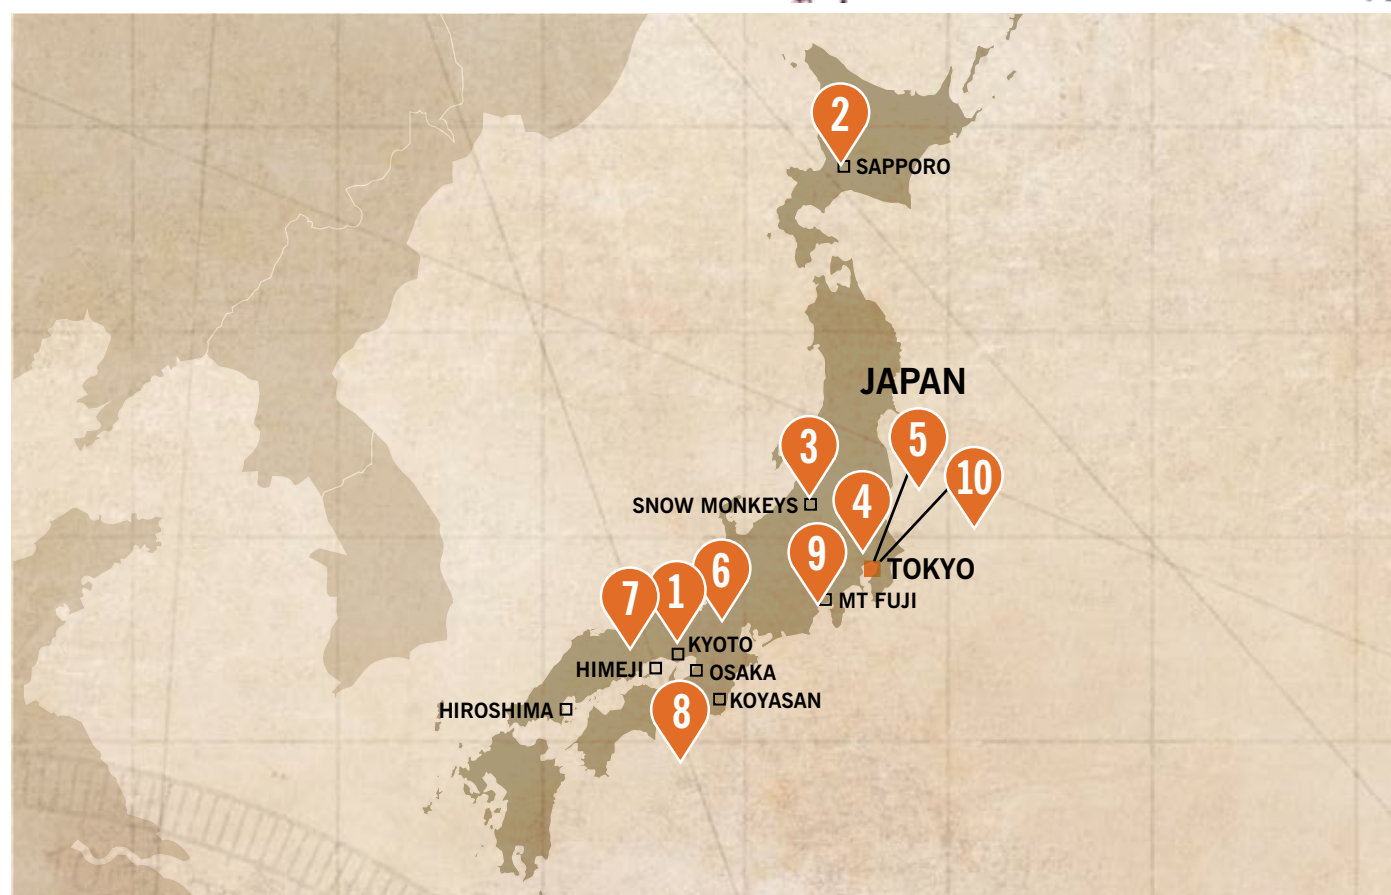 2
SAPPORO
JAPAN
5
3
10
4
SNOW MONKEYS
9
6
TOKYO
1
7
MT FUJI
KYOTO
HIMEJI
OSAKA
KOYASAN
HIROSHIMA
8